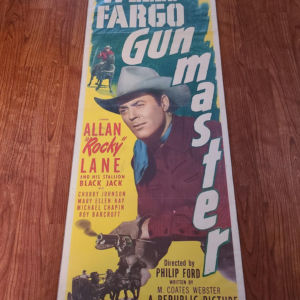 FARGO
GUN
master
ALLAN
"Rocky"
LANE
AND HIS STALLION
BLACK JACK
CHUBBY JOHNSON
MARY ELLEN KAY
MICHAEL CHAPIN
ROY BARCROFT
Directed by
PHILIP FORD
WRITTEN BY
M. COATES WEBSTER
A REPUBLIC PICTURE